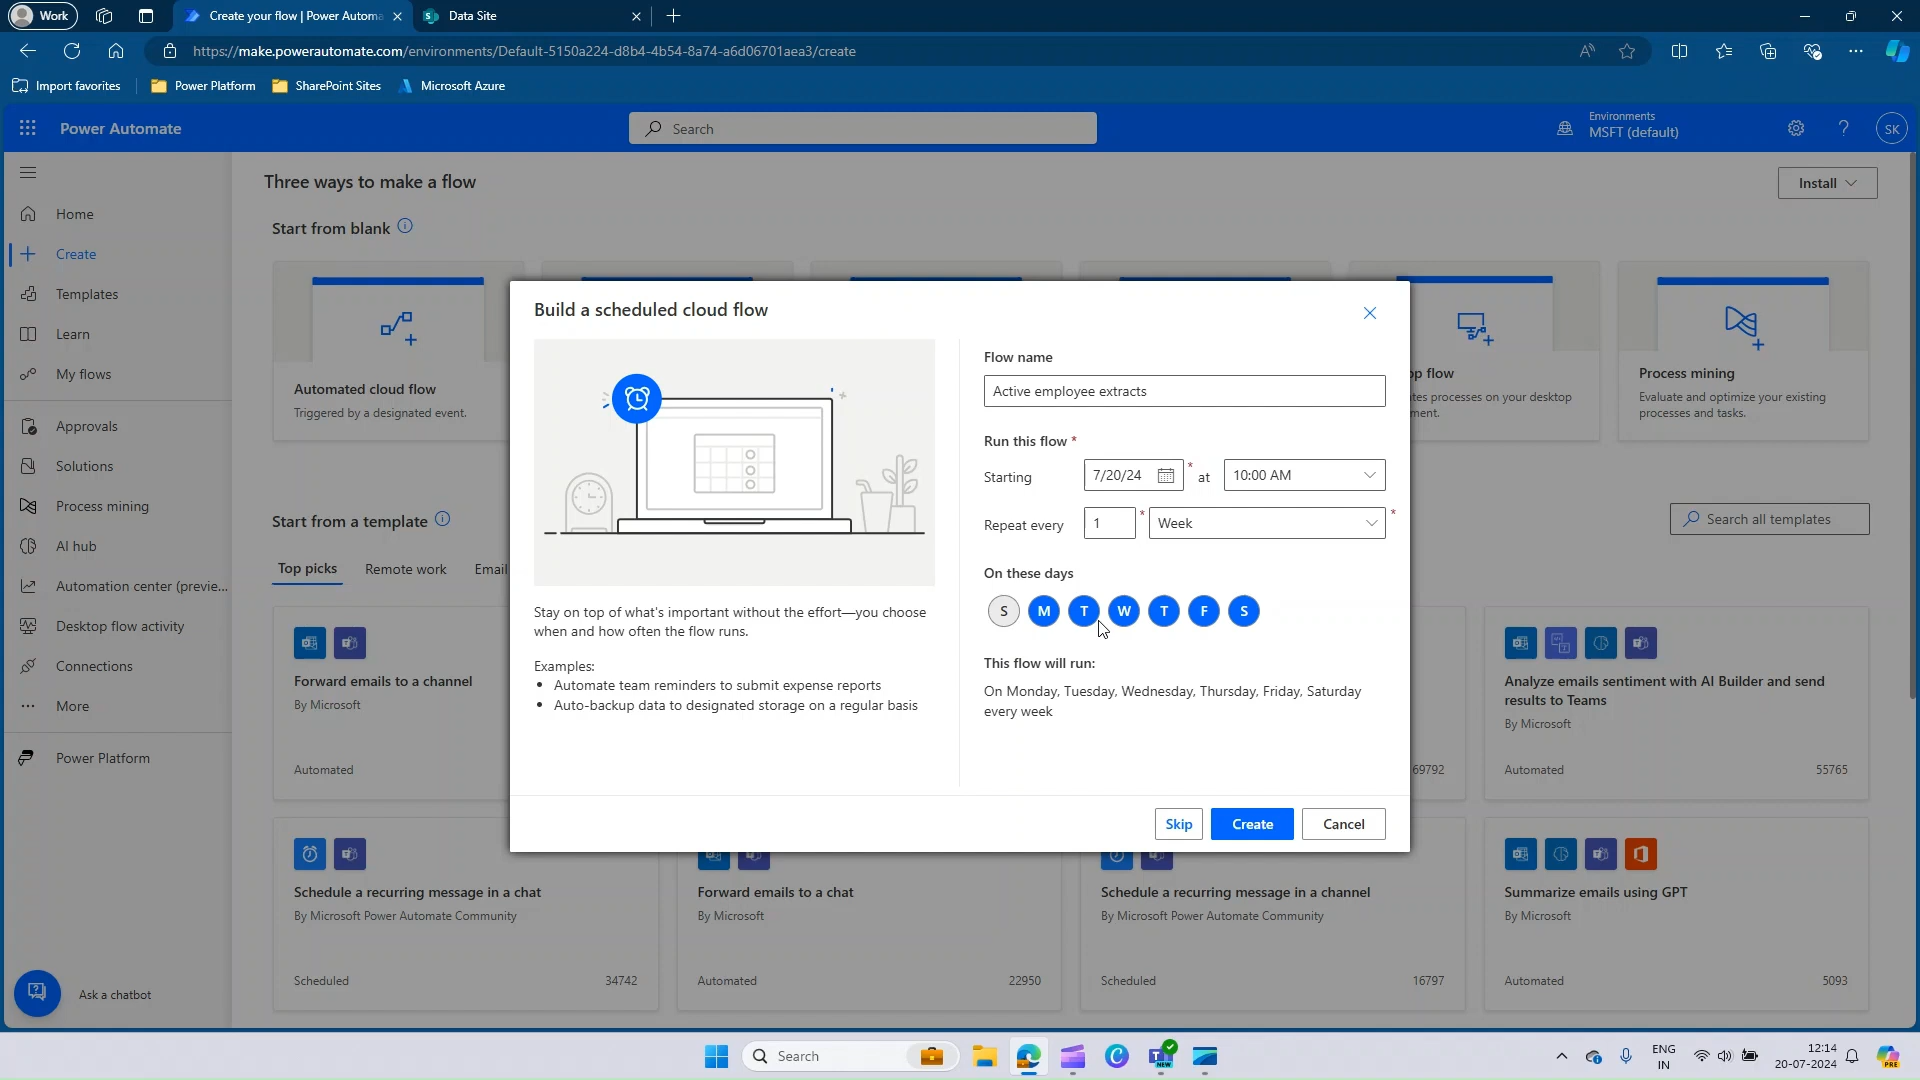 Work
Create your flow | Power Automa
Data Site
https://make.powerautomate.com/environments/Default-5150a224-d8b4-4b54-8a74-a6d06701aea3/create
Import favorites
Power Platform
SharePoint Sites
Microsoft Azure
Power Automate
Search
Environments
MSFT (default)
SK
Home
Create
Templates
Learn
My flows
Approvals
Solutions
Process mining
AI hub
Automation center (previe...
Desktop flow activity
Connections
More
Power Platform
Ask a chatbot
Three ways to make a flow
Install
Start from blank
Automated cloud flow
Triggered by a designated event.
op flow
tes processes on your desktop
ment.
Process mining
Evaluate and optimize your existing
processes and tasks.
Start from a template
Search all templates
Top picks
Remote work
Email
Forward emails to a channel
By Microsoft
Automated
69792
Analyze emails sentiment with AI Builder and send
results to Teams
By Microsoft
Automated
55765
Schedule a recurring message in a chat
By Microsoft Power Automate Community
Scheduled
34742
Forward emails to a chat
By Microsoft
Automated
22950
Schedule a recurring message in a channel
By Microsoft Power Automate Community
Scheduled
16797
Summarize emails using GPT
By Microsoft
Automated
5093
Build a scheduled cloud flow
Stay on top of what's important without the effort—you choose
when and how often the flow runs.
Examples:
• Automate team reminders to submit expense reports
• Auto-backup data to designated storage on a regular basis
Flow name
Active employee extracts
Run this flow *
Starting 7/20/24 * at 10:00 AM
Repeat every 1 * Week *
On these days
S M T W T F S
This flow will run:
On Monday, Tuesday, Wednesday, Thursday, Friday, Saturday
every week
Skip
Create
Cancel
Search
NEW
ENG
IN
12:14
20-07-2024
PRE